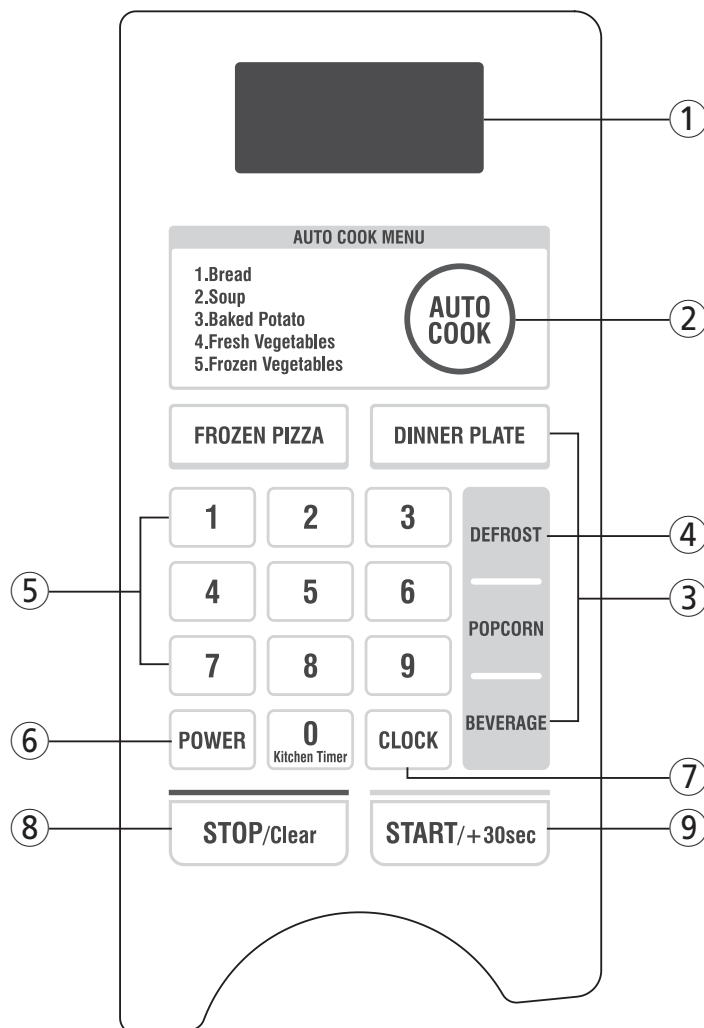 ①
AUTO COOK MENU
1.Bread
2.Soup
3.Baked Potato
4.Fresh Vegetables
5.Frozen Vegetables
AUTO
COOK
②
FROZEN PIZZA
DINNER PLATE
1
2
3
DEFROST
④
⑤
4
5
6
③
POPCORN
7
8
9
BEVERAGE
⑥
POWER
0
Kitchen Timer
CLOCK
⑦
⑧
STOP/Clear
START/+30sec
⑨